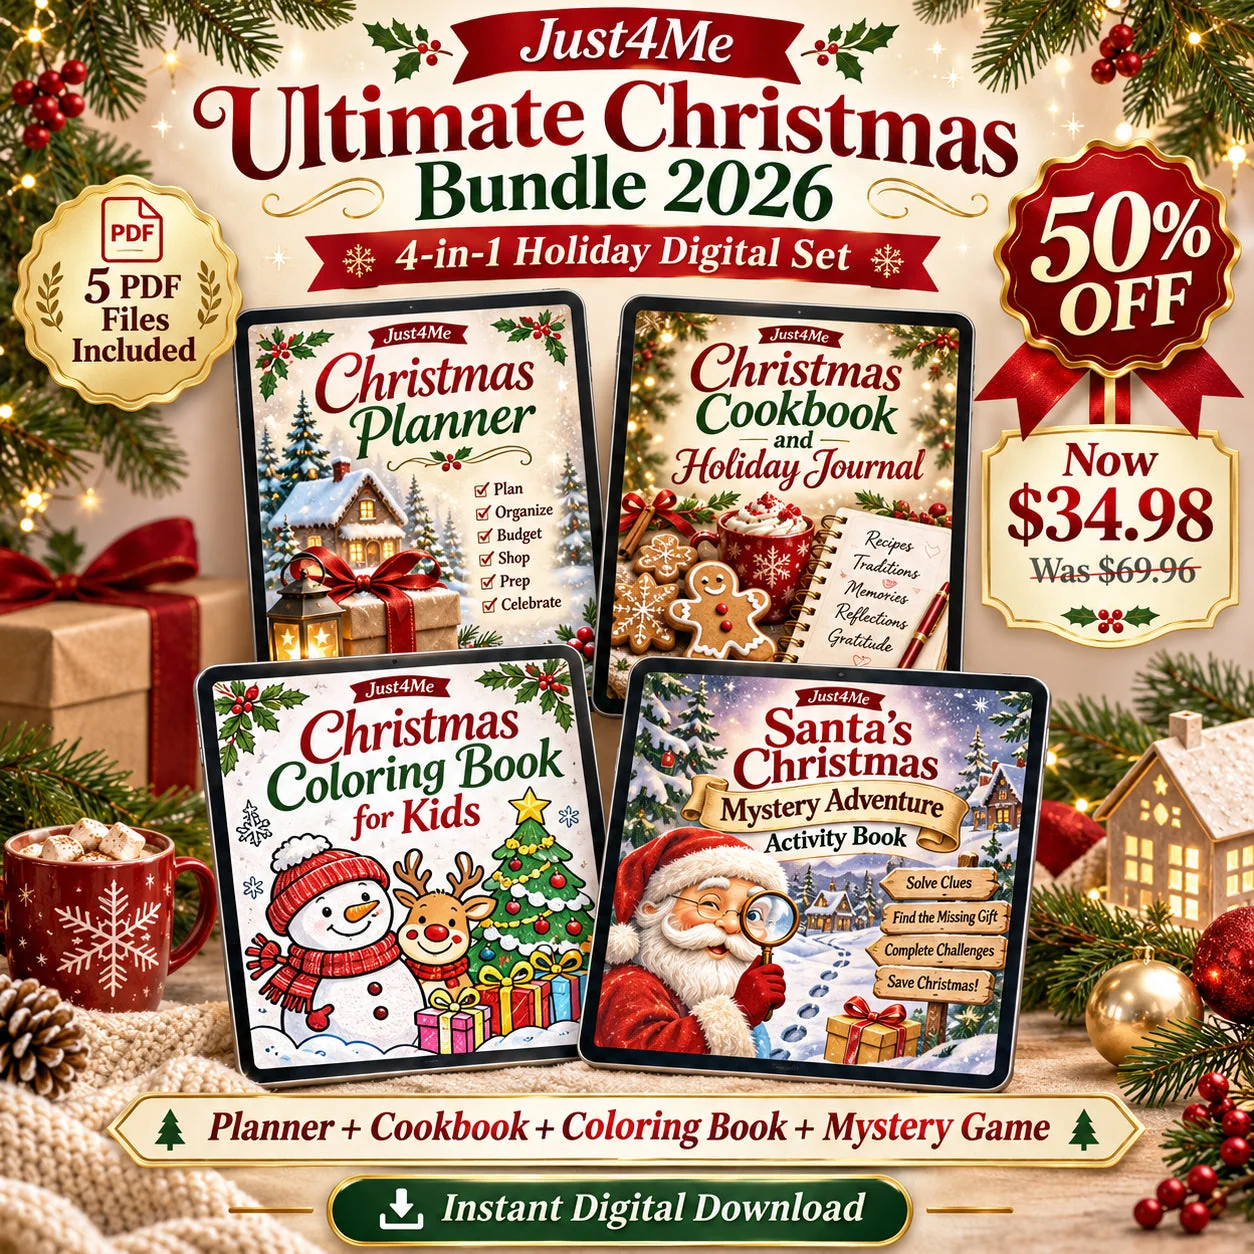 Just4Me
Ultimate Christmas
Bundle 2026
4-in-1 Holiday Digital Set
PDF
5 PDF
Files
Included
50%
OFF
Now
$34.98
Was $69.96
Just4Me
Christmas
Planner
Plan
Organize
Budget
Shop
Prep
Celebrate
Just4Me
Christmas
Cookbook
and
Holiday Journal
Recipes
Traditions
Memories
Reflections
Gratitude
Just4Me
Christmas
Coloring Book
for Kids
Just4Me
Santa's
Christmas
Mystery Adventure
Activity Book
Solve Clues
Find the Missing Gift
Complete Challenges
Save Christmas!
Planner + Cookbook + Coloring Book + Mystery Game
Instant Digital Download